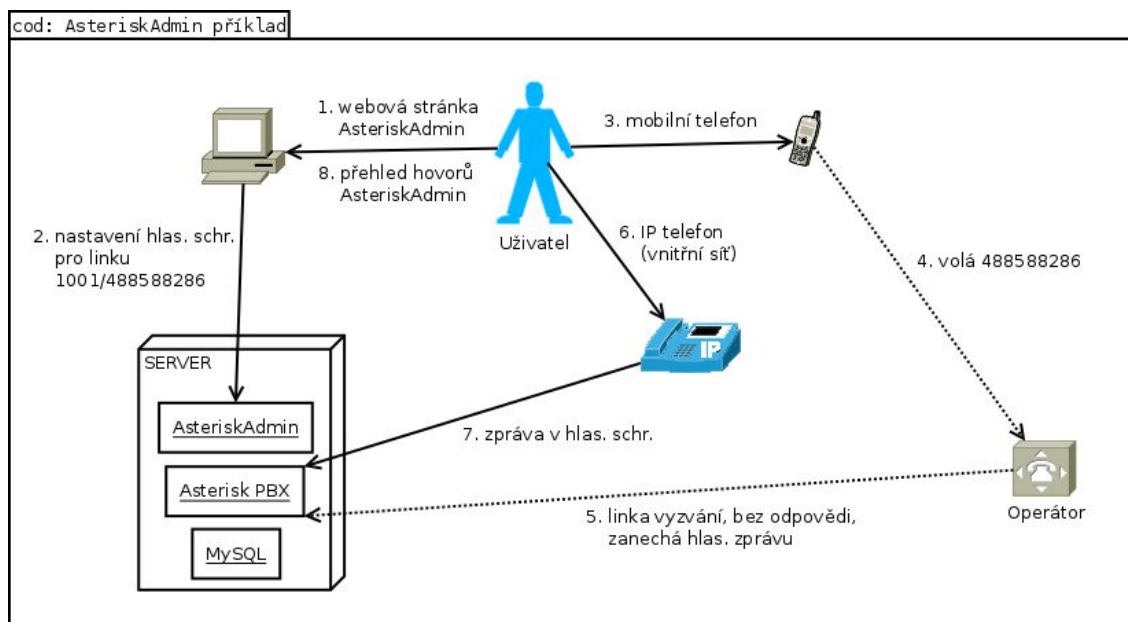 cod: AsteriskAdmin příklad
1. webová stránka
AsteriskAdmin
8. přehled hovorů
AsteriskAdmin
3. mobilní telefon
Uživatel
2. nastavení hlas. schr.
pro linku
1001/488588286
6. IP telefon
(vnitřní síť)
4. volá 488588286
IP
SERVER
AsteriskAdmin
7. zpráva v hlas. schr.
Asterisk PBX
5. linka vyzvání, bez odpovědi,
zanechá hlas. zprávu
Operátor
MySQL